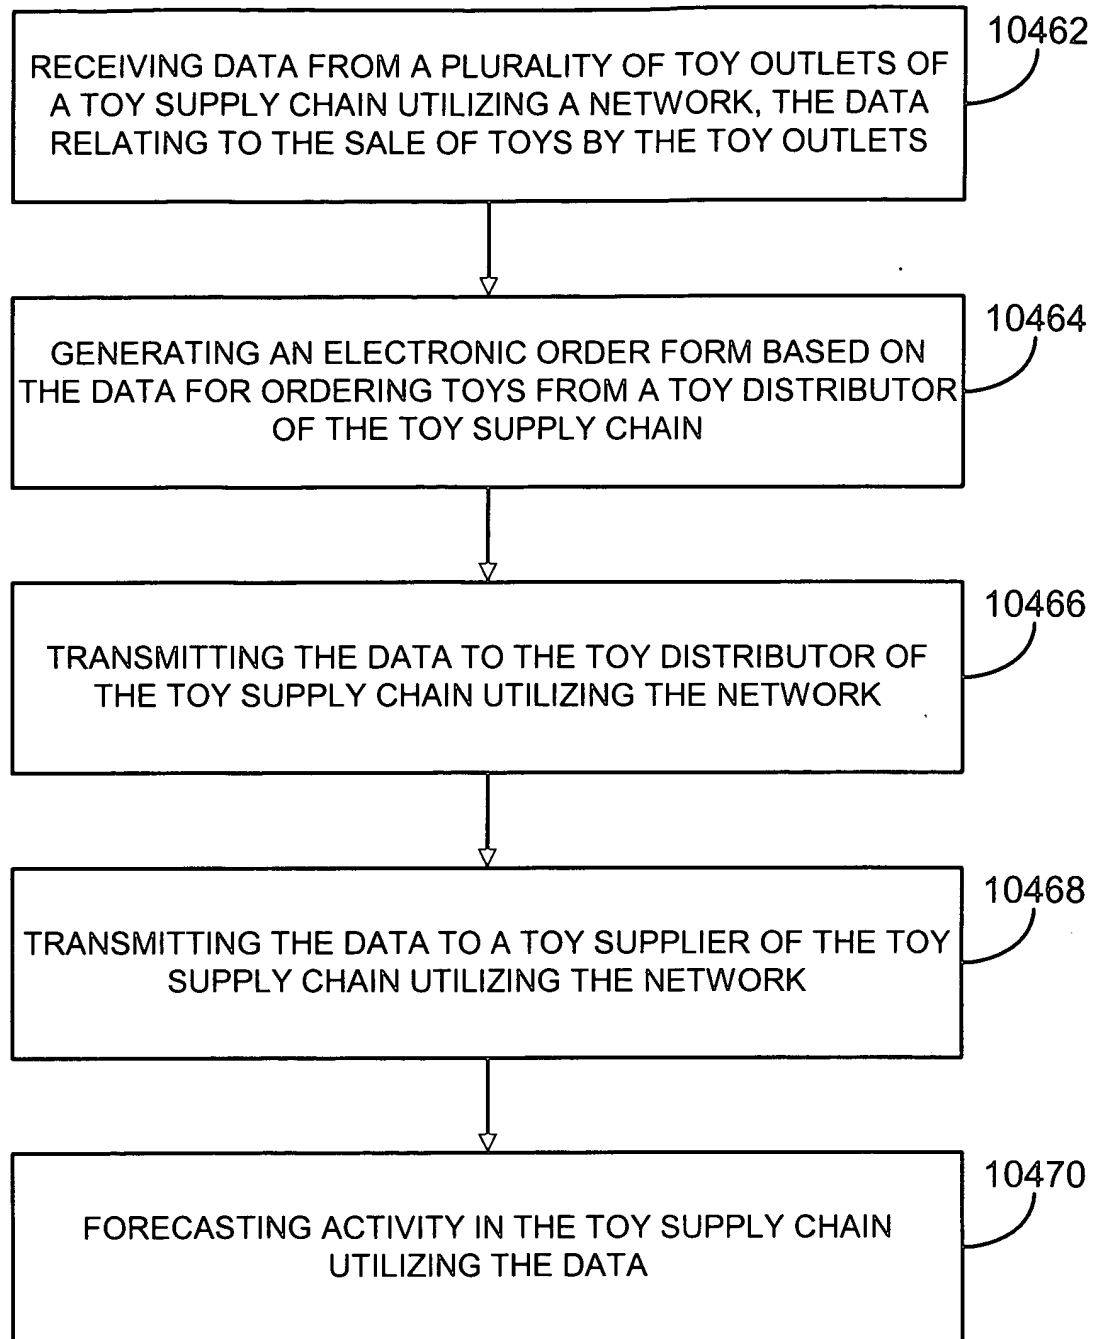 10462
RECEIVING DATA FROM A PLURALITY OF TOY OUTLETS OF
A TOY SUPPLY CHAIN UTILIZING A NETWORK, THE DATA
RELATING TO THE SALE OF TOYS BY THE TOY OUTLETS
10464
GENERATING AN ELECTRONIC ORDER FORM BASED ON
THE DATA FOR ORDERING TOYS FROM A TOY DISTRIBUTOR
OF THE TOY SUPPLY CHAIN
10466
TRANSMITTING THE DATA TO THE TOY DISTRIBUTOR OF
THE TOY SUPPLY CHAIN UTILIZING THE NETWORK
10468
TRANSMITTING THE DATA TO A TOY SUPPLIER OF THE TOY
SUPPLY CHAIN UTILIZING THE NETWORK
10470
FORECASTING ACTIVITY IN THE TOY SUPPLY CHAIN
UTILIZING THE DATA